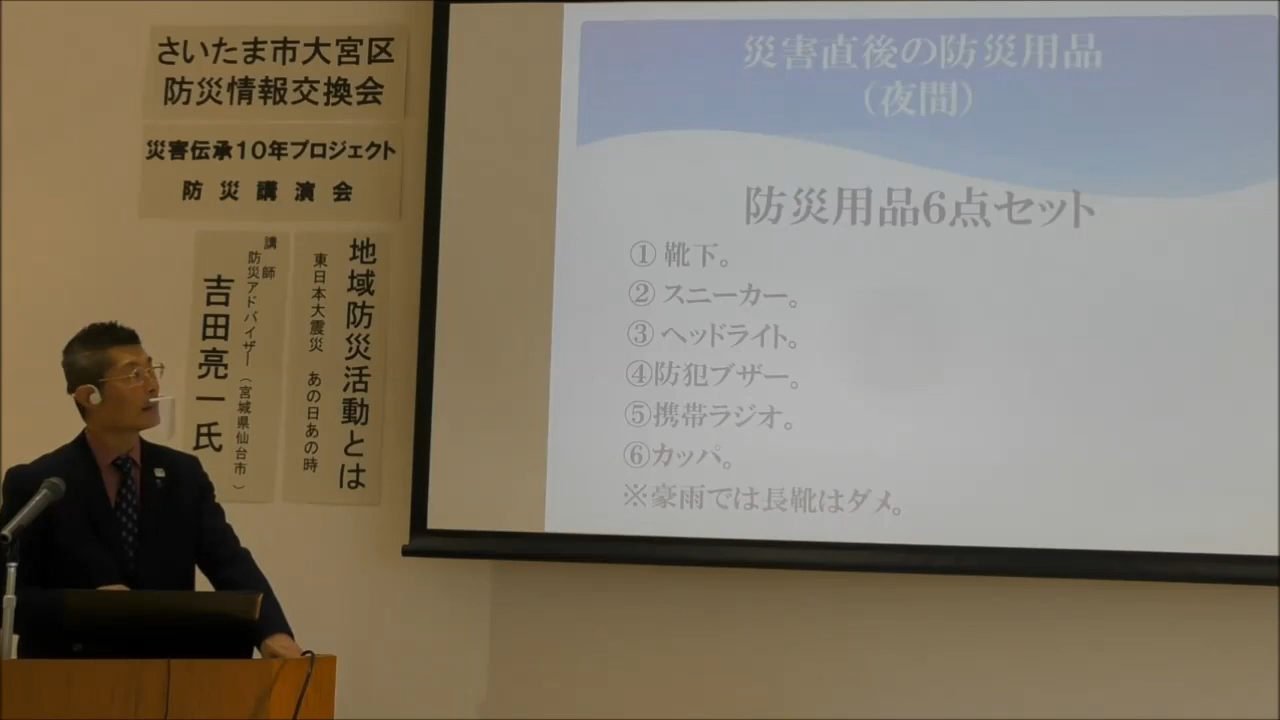 さいたま市大宮区
防災情報交換会
災害伝承10年プロジェクト
防災講演会
地域防災活動とは
東日本大震災 あの日あの時
講師
防災アドバイザー（宮城県仙台市）
吉田亮一氏
災害直後の防災用品
（夜間）
防災用品6点セット
① 靴下。
② スニーカー。
③ ヘッドライト。
④防犯ブザー。
⑤携帯ラジオ。
⑥カッパ。
※豪雨では長靴はダメ。